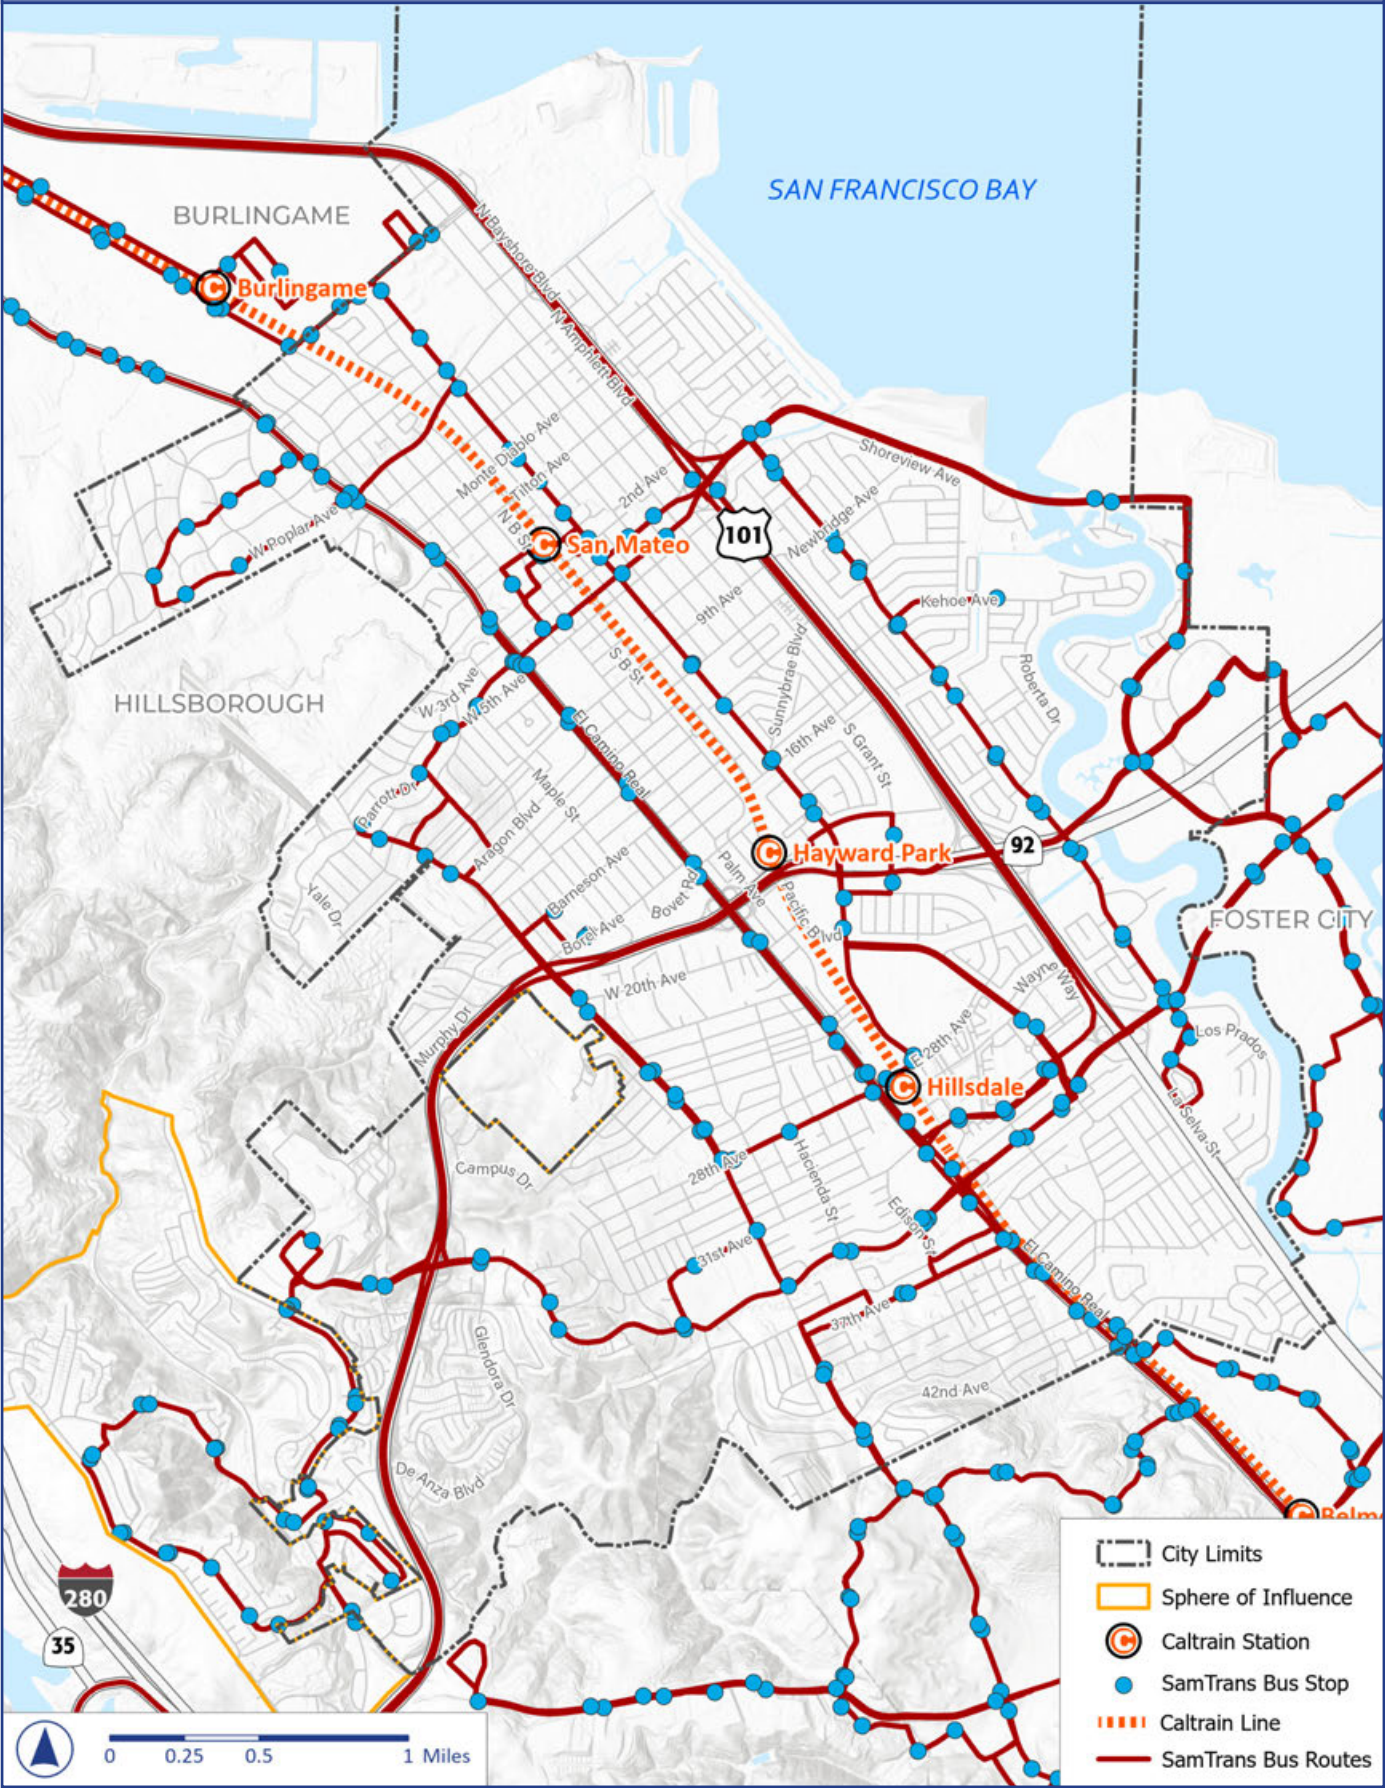 SAN FRANCISCO BAY
BURLINGAME
N Bayshore Blvd
Burlingame
N Amphlett Blvd
Monte Diablo Ave
Tilton Ave
2nd Ave
Shoreview Ave
N B St
W Poplar Ave
San Mateo
101
Newbridge Ave
9th Ave
Kehoe Ave
S B St
Sunnybrae Blvd
Roberta Dr
HILLSBOROUGH
W 3rd Ave
W 5th Ave
El Camino Real
16th Ave
S Grant St
Parrott Dr
Maple St
Aragon Blvd
Hayward Park
92
Barneson Ave
Bovet Rd
Palm Ave
Pacific Blvd
Yale Dr
Borel Ave
FOSTER CITY
W 20th Ave
Wayne Way
Murphy Dr
E 28th Ave
Los Prados
Hillsdale
La Selva St
Campus Dr
28th Ave
Hacienda St
Edison St
31st Ave
El Camino Real
37th Ave
Glendora Dr
42nd Ave
De Anza Blvd
Belm
280
35
City Limits
Sphere of Influence
Caltrain Station
SamTrans Bus Stop
Caltrain Line
SamTrans Bus Routes
0 0.25 0.5 1 Miles